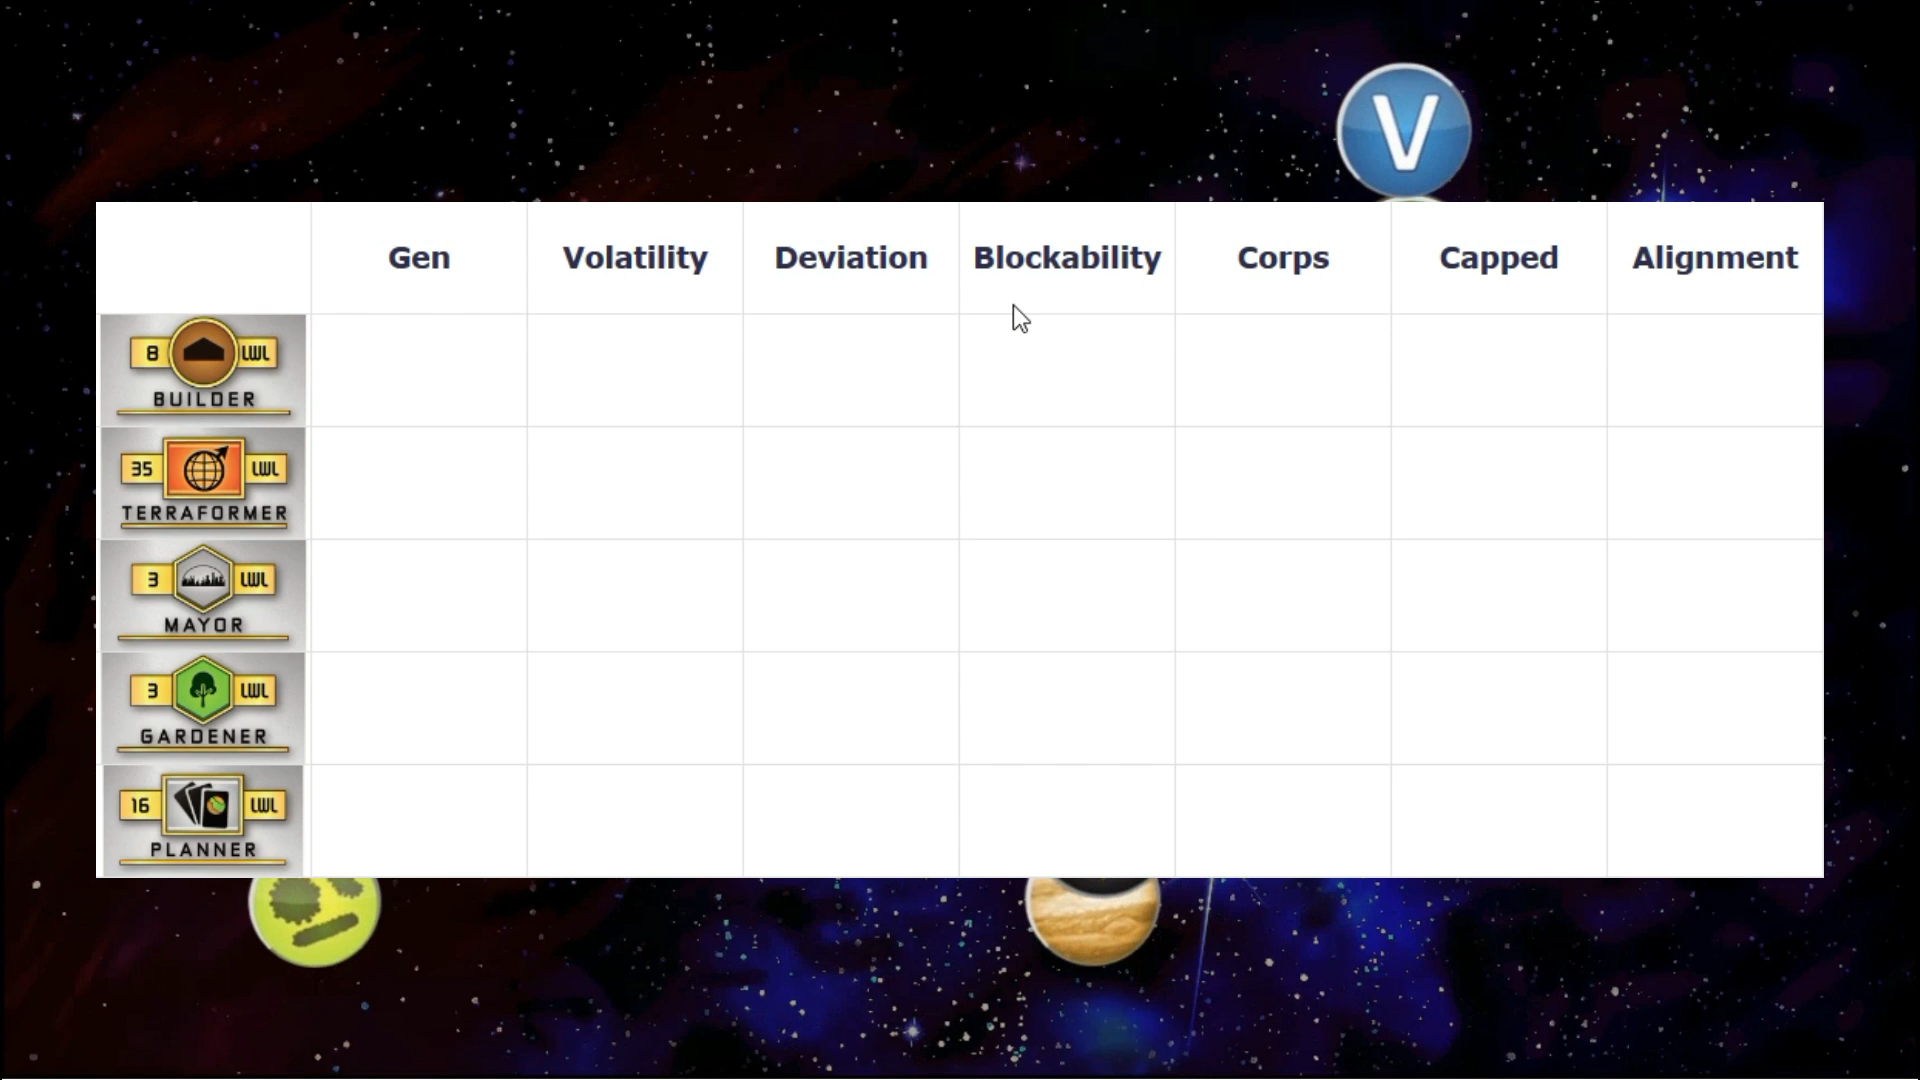 V
Gen Volatility Deviation Blockability Corps Capped Alignment
8 LWL
BUILDER
35 LWL
TERRAFORMER
3 LWL
MAYOR
3 LWL
GARDENER
16 LWL
PLANNER